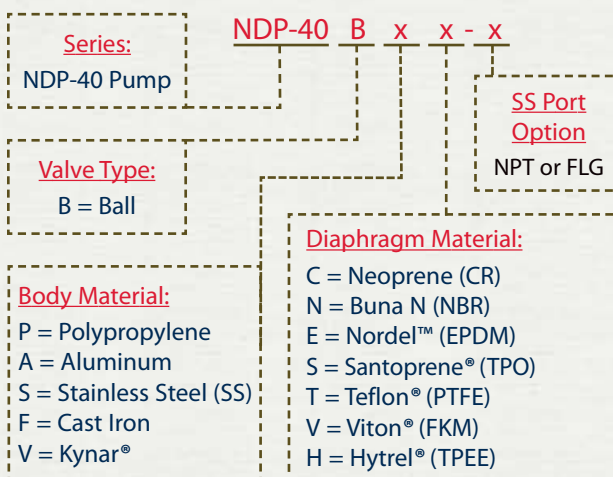 NDP-40 B x x - x
Series:
NDP-40 Pump
Valve Type:
B = Ball
Body Material:
P = Polypropylene
A = Aluminum
S = Stainless Steel (SS)
F = Cast Iron
V = Kynar®
Diaphragm Material:
C = Neoprene (CR)
N = Buna N (NBR)
E = Nordel™ (EPDM)
S = Santoprene® (TPO)
T = Teflon® (PTFE)
V = Viton® (FKM)
H = Hytrel® (TPEE)
SS Port
Option
NPT or FLG